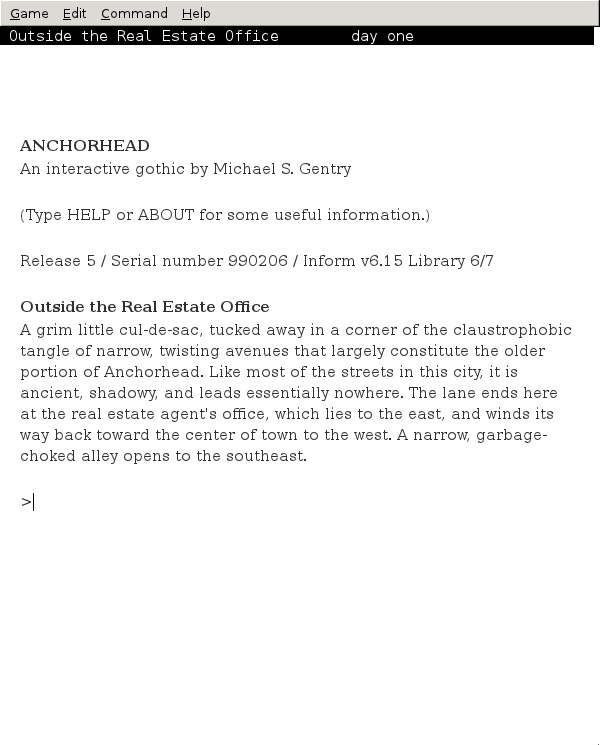 Game Edit Command Help
Outside the Real Estate Office day one
ANCHORHEAD
An interactive gothic by Michael S. Gentry
(Type HELP or ABOUT for some useful information.)
Release 5 / Serial number 990206 / Inform v6.15 Library 6/7
Outside the Real Estate Office
A grim little cul-de-sac, tucked away in a corner of the claustrophobic
tangle of narrow, twisting avenues that largely constitute the older
portion of Anchorhead. Like most of the streets in this city, it is
ancient, shadowy, and leads essentially nowhere. The lane ends here
at the real estate agent's office, which lies to the east, and winds its
way back toward the center of town to the west. A narrow, garbage-
choked alley opens to the southeast.
>